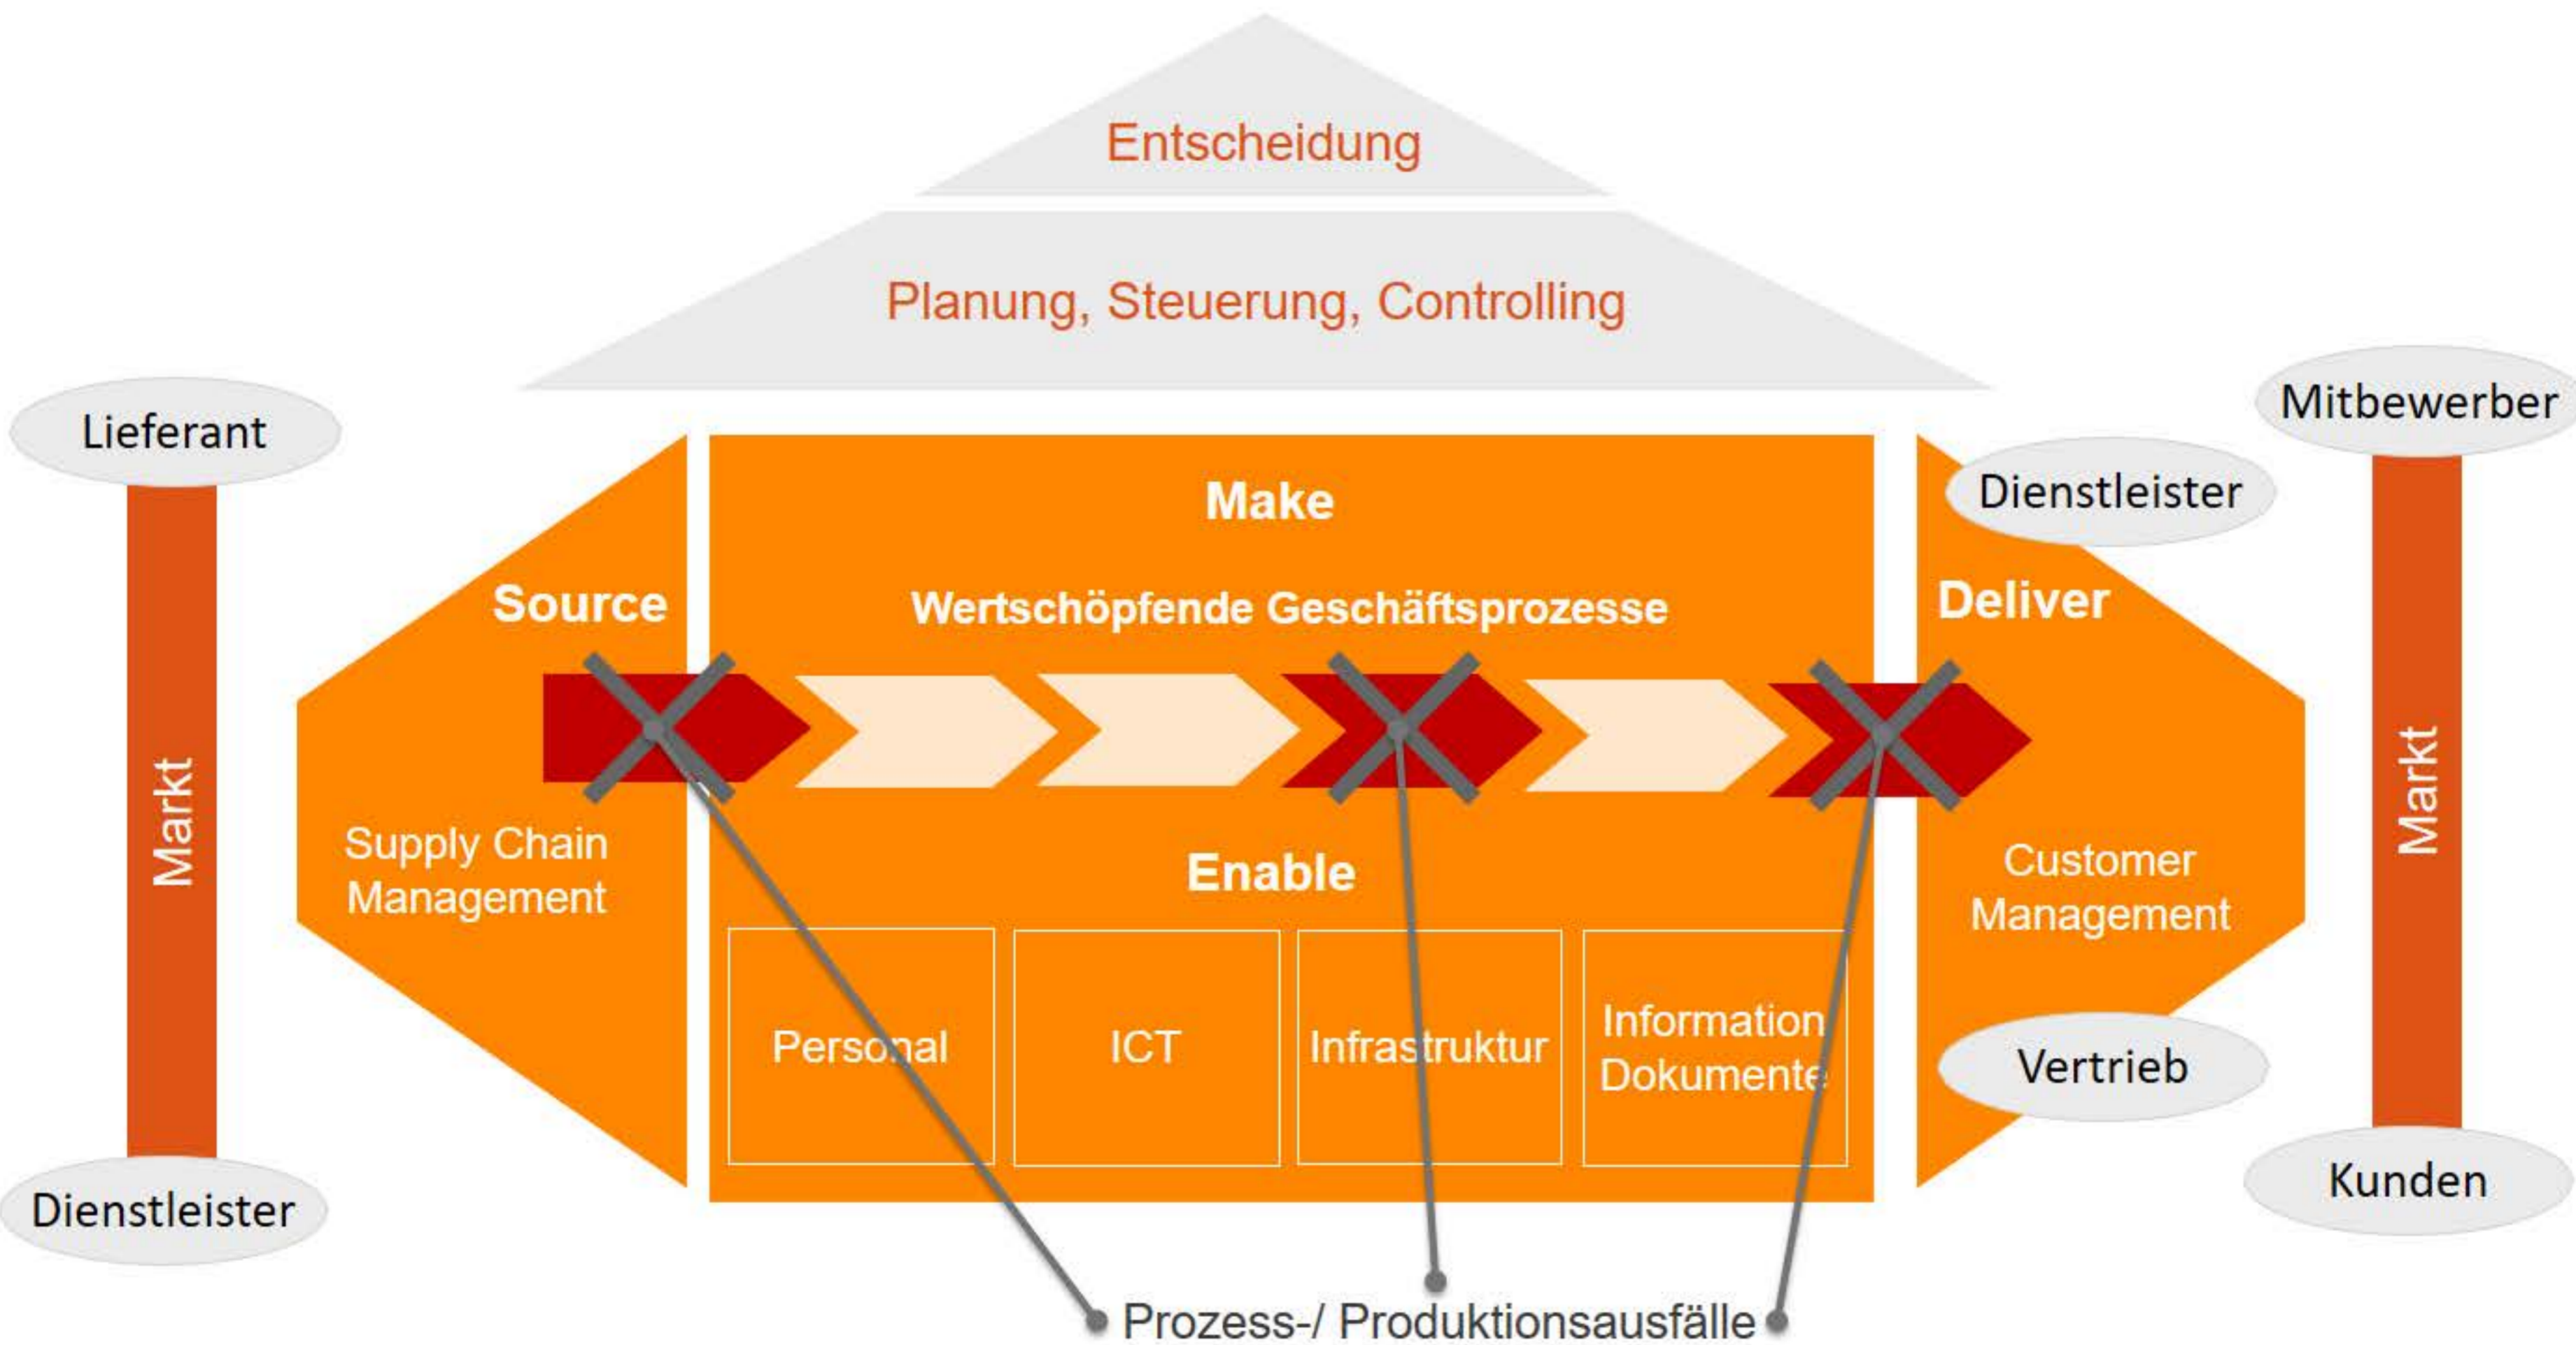 Entscheidung
Planung, Steuerung, Controlling
Lieferant
Markt
Dienstleister
Source
Supply Chain
Management
Make
Wertschöpfende Geschäftsprozesse
Enable
Personal
ICT
Infrastruktur
Information
Dokumente
Dienstleister
Deliver
Customer
Management
Vertrieb
Mitbewerber
Markt
Kunden
Prozess-/ Produktionsausfälle